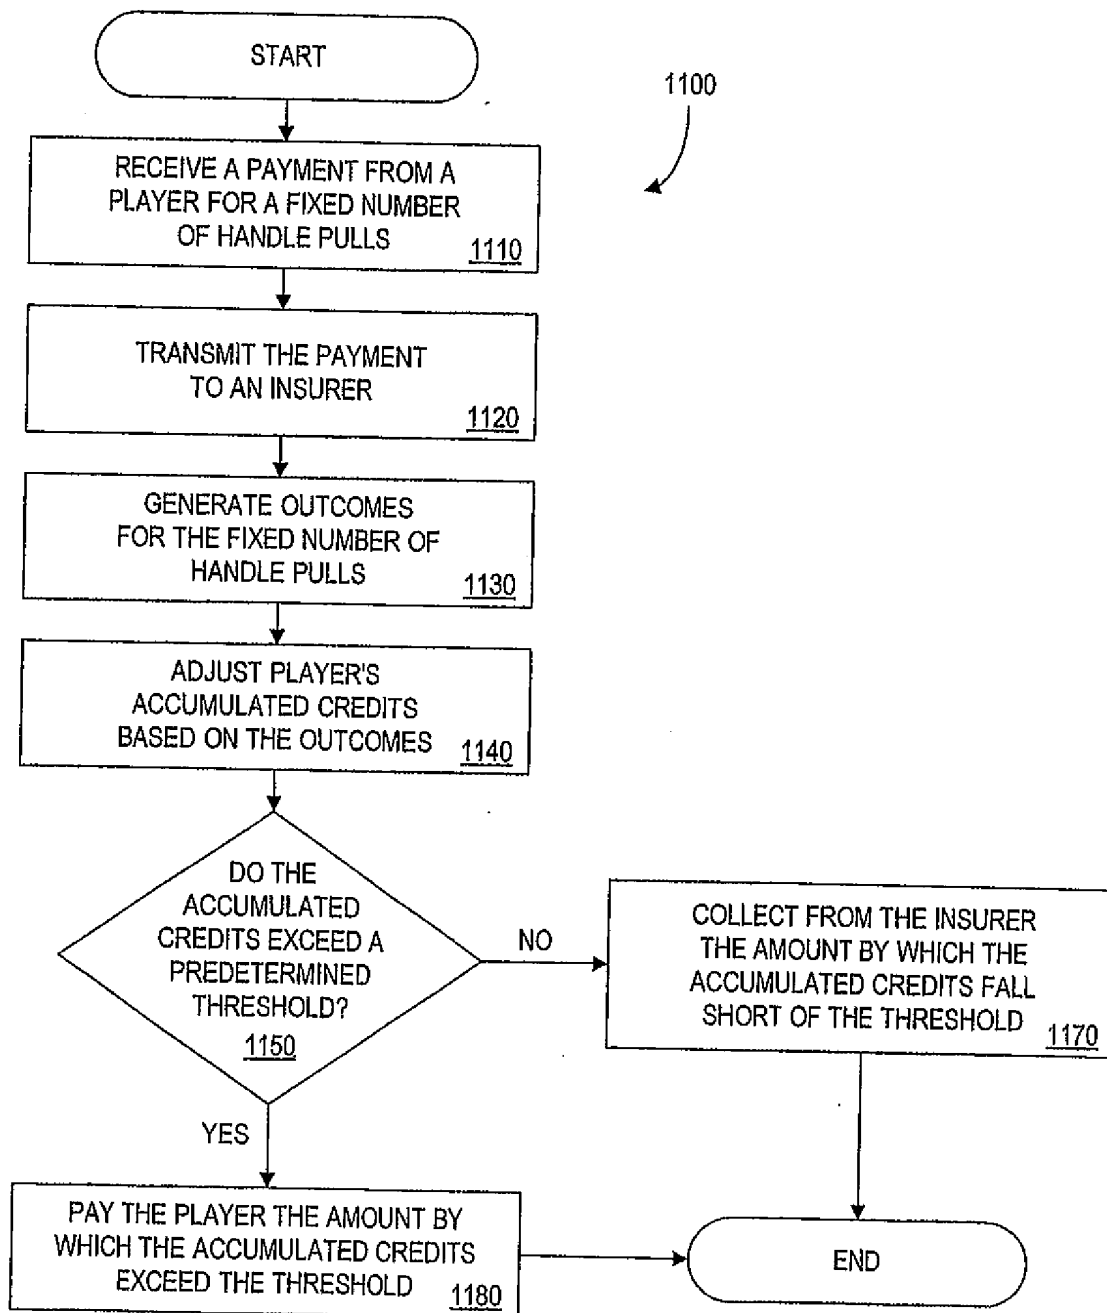 START
1100
RECEIVE A PAYMENT FROM A
PLAYER FOR A FIXED NUMBER
OF HANDLE PULLS
1110
TRANSMIT THE PAYMENT
TO AN INSURER
1120
GENERATE OUTCOMES
FOR THE FIXED NUMBER OF
HANDLE PULLS
1130
ADJUST PLAYER'S
ACCUMULATED CREDITS
BASED ON THE OUTCOMES
1140
DO THE
ACCUMULATED
CREDITS EXCEED A
PREDETERMINED
THRESHOLD?
1150
NO
COLLECT FROM THE INSURER
THE AMOUNT BY WHICH THE
ACCUMULATED CREDITS FALL
SHORT OF THE THRESHOLD
1170
YES
PAY THE PLAYER THE AMOUNT BY
WHICH THE ACCUMULATED CREDITS
EXCEED THE THRESHOLD
1180
END